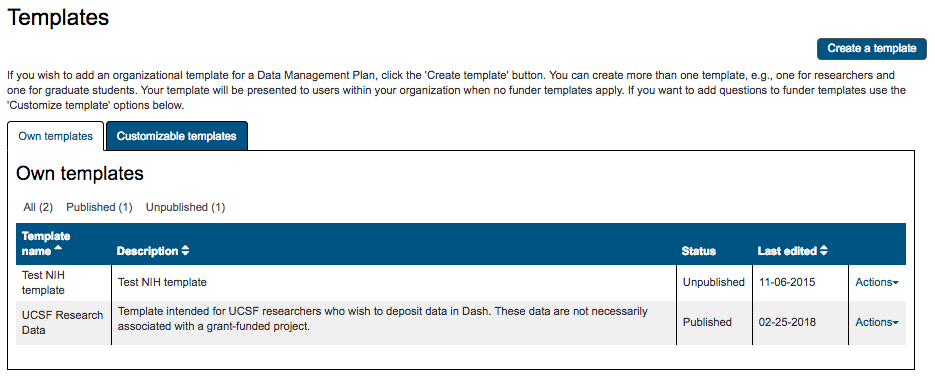 Templates
Create a template
If you wish to add an organizational template for a Data Management Plan, click the 'Create template' button. You can create more than one template, e.g., one for researchers and
one for graduate students. Your template will be presented to users within your organization when no funder templates apply. If you want to add questions to funder templates use the
'Customize template' options below.
Own templates Customizable templates
Own templates
All (2) Published (1) Unpublished (1)
Template
name Description Status Last edited
Test NIH
template Test NIH template Unpublished 11-06-2015 Actions
UCSF Research
Data Template intended for UCSF researchers who wish to deposit data in Dash. These data are not necessarily
associated with a grant-funded project. Published 02-25-2018 Actions